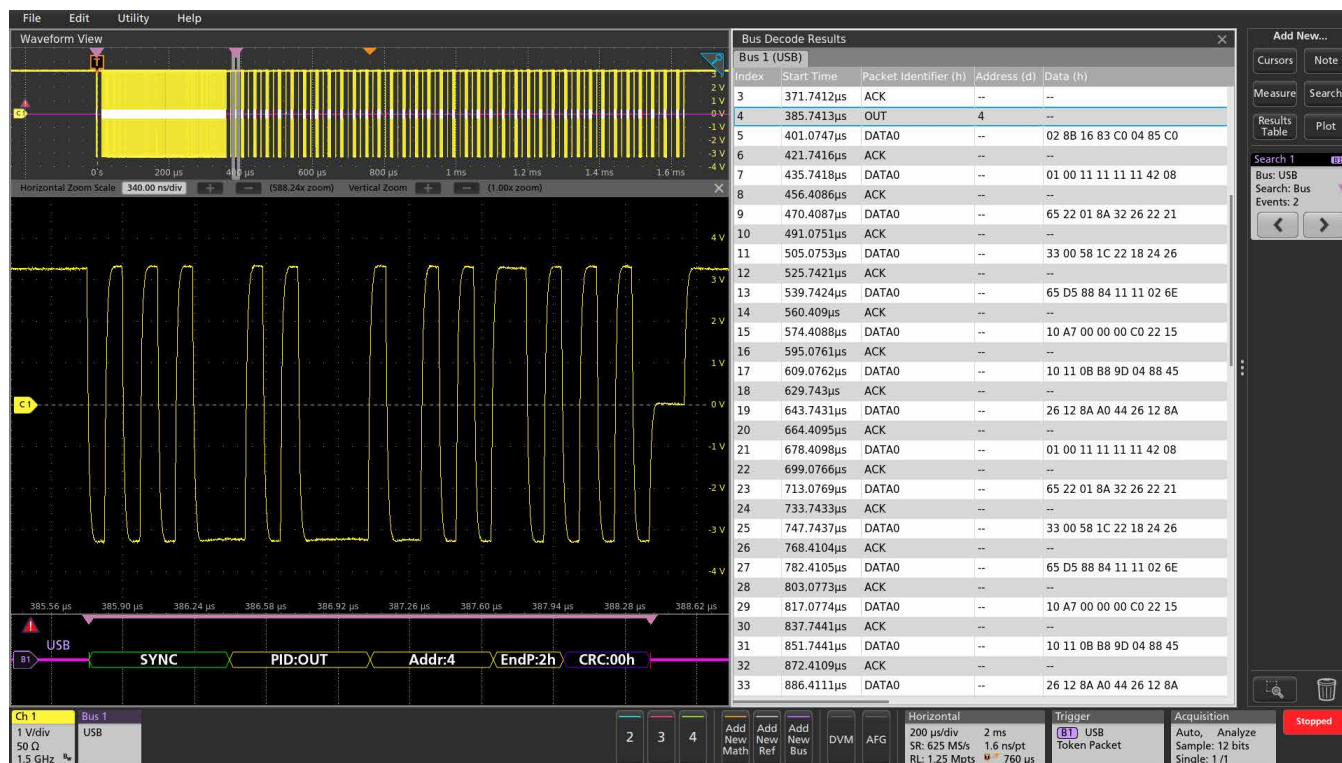 File Edit Utility Help
Waveform View
T
C1
3 V
2 V
1 V
0 V
-1 V
-2 V
-3 V
-4 V
0 s 200 µs 400 µs 600 µs 800 µs 1 ms 1.2 ms 1.4 ms 1.6 ms
Horizontal Zoom Scale 340.00 ns/div + — (588.24x zoom) Vertical Zoom + — (1.00x zoom)
4 V
3 V
2 V
1 V
C1
0 V
-1 V
-2 V
-3 V
-4 V
385.56 µs 385.90 µs 386.24 µs 386.58 µs 386.92 µs 387.26 µs 387.60 µs 387.94 µs 388.28 µs 388.62 µs
USB
B1 SYNC PID:OUT Addr:4 EndP:2h CRC:00h
Bus Decode Results
Bus 1 (USB)
Index Start Time Packet Identifier (h) Address (d) Data (h)
3 371.7412µs ACK -- --
4 385.7413µs OUT 4 --
5 401.0747µs DATA0 -- 02 8B 16 83 C0 04 85 C0
6 421.7416µs ACK -- --
7 435.7418µs DATA0 -- 01 00 11 11 11 11 42 08
8 456.4086µs ACK -- --
9 470.4087µs DATA0 -- 65 22 01 8A 32 26 22 21
10 491.0751µs ACK -- --
11 505.0753µs DATA0 -- 33 00 58 1C 22 18 24 26
12 525.7421µs ACK -- --
13 539.7424µs DATA0 -- 65 D5 88 84 11 11 02 6E
14 560.409µs ACK -- --
15 574.4088µs DATA0 -- 10 A7 00 00 00 C0 22 15
16 595.0761µs ACK -- --
17 609.0762µs DATA0 -- 10 11 0B B8 9D 04 88 45
18 629.743µs ACK -- --
19 643.7431µs DATA0 -- 26 12 8A A0 44 26 12 8A
20 664.4095µs ACK -- --
21 678.4098µs DATA0 -- 01 00 11 11 11 11 42 08
22 699.0766µs ACK -- --
23 713.0769µs DATA0 -- 65 22 01 8A 32 26 22 21
24 733.7433µs ACK -- --
25 747.7437µs DATA0 -- 33 00 58 1C 22 18 24 26
26 768.4104µs ACK -- --
27 782.4105µs DATA0 -- 65 D5 88 84 11 11 02 6E
28 803.0773µs ACK -- --
29 817.0774µs DATA0 -- 10 A7 00 00 00 C0 22 15
30 837.7441µs ACK -- --
31 851.7441µs DATA0 -- 10 11 0B B8 9D 04 88 45
32 872.4109µs ACK -- --
33 886.4111µs DATA0 -- 26 12 8A A0 44 26 12 8A
Add New...
Cursors Note
Measure Search
Results Table Plot
Search 1 B1
Bus: USB
Search: Bus
Events: 2
Ch 1
1 V/div
50 Ω
1.5 GHz Bw
Bus 1
USB
2 3 4
Add New Math
Add New Ref
Add New Bus
DVM AFG
Horizontal
200 µs/div 2 ms
SR: 625 MS/s 1.6 ns/pt
RL: 1.25 Mpts 760 µs
Trigger
B1 USB
Token Packet
Acquisition
Auto, Analyze
Sample: 12 bits
Single: 1 /1
Stopped